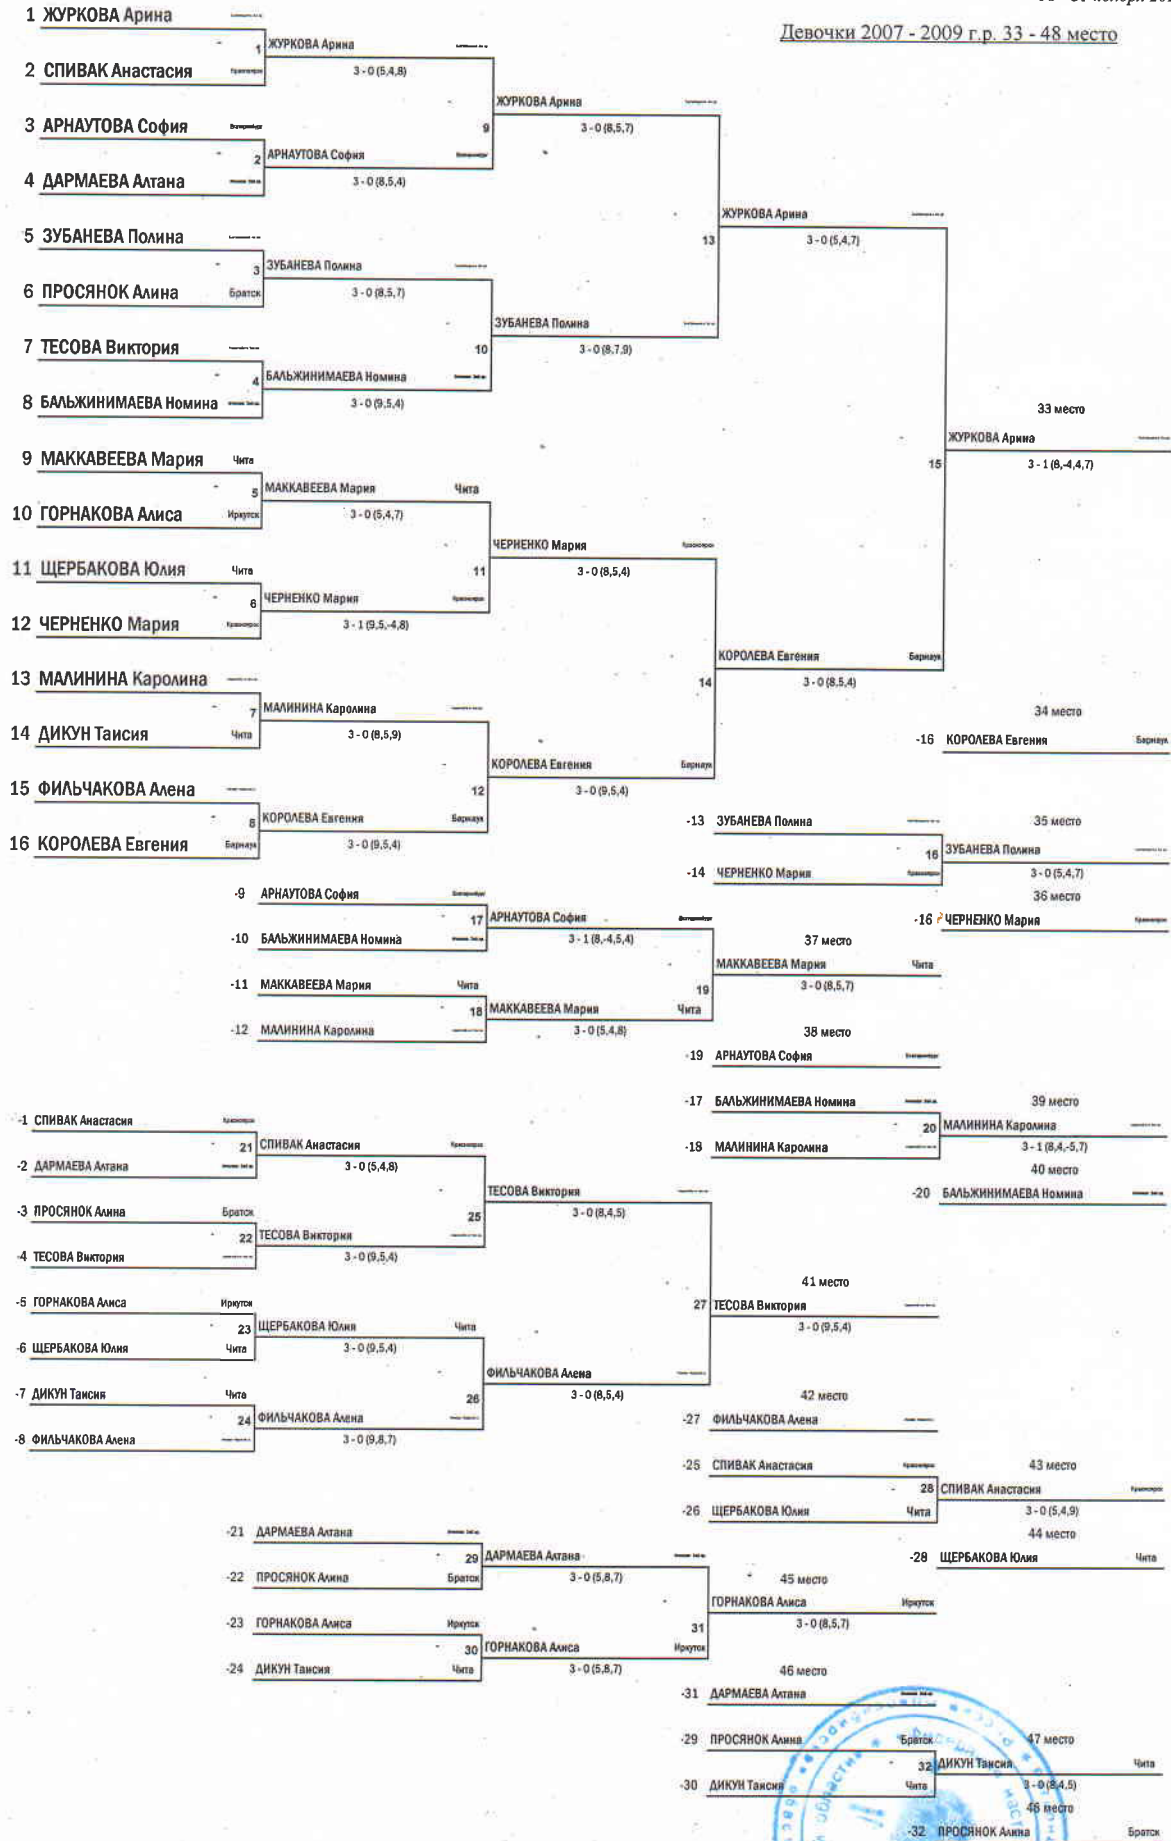 Девочки 2007 - 2009 г.р. 33 - 48 место
1 ЖУРКОВА Арина
1 ЖУРКОВА Арина
2 СПИВАК Анастасия Красноярск
3 - 0 (5,4,8)
ЖУРКОВА Арина
3 АРНАУТОВА София Екатеринбург
9 3 - 0 (8,5,7)
2 АРНАУТОВА София Екатеринбург
4 ДАРМАЕВА Алтана
3 - 0 (8,5,4)
ЖУРКОВА Арина
5 ЗУБАНЕВА Полина
13 3 - 0 (5,4,7)
3 ЗУБАНЕВА Полина
6 ПРОСЯНОК Алина Братск
3 - 0 (8,5,7)
ЗУБАНЕВА Полина
7 ТЕСОВА Виктория
10 3 - 0 (8,7,9)
4 БАЛЬЖИНИМАЕВА Номина
8 БАЛЬЖИНИМАЕВА Номина
3 - 0 (9,5,4)
33 место
ЖУРКОВА Арина
9 МАККАВЕЕВА Мария Чита
15 3 - 1 (8,-4,4,7)
5 МАККАВЕЕВА Мария Чита
10 ГОРНАКОВА Алиса Иркутск
3 - 0 (5,4,7)
ЧЕРНЕНКО Мария Красноярск
11 ЩЕРБАКОВА Юлия Чита
11 3 - 0 (8,5,4)
6 ЧЕРНЕНКО Мария Красноярск
12 ЧЕРНЕНКО Мария Красноярск
3 - 1 (9,5,-4,8)
КОРОЛЕВА Евгения Барнаул
13 МАЛИНИНА Каролина
14 3 - 0 (8,5,4)
7 МАЛИНИНА Каролина
34 место
14 ДИКУН Таисия Чита
3 - 0 (8,5,9)
-16 КОРОЛЕВА Евгения Барнаул
КОРОЛЕВА Евгения Барнаул
15 ФИЛЬЧАКОВА Алена
12 3 - 0 (9,5,4)
8 КОРОЛЕВА Евгения Барнаул
-13 ЗУБАНЕВА Полина
35 место
16 КОРОЛЕВА Евгения Барнаул
3 - 0 (9,5,4)
16 ЗУБАНЕВА Полина
-14 ЧЕРНЕНКО Мария Красноярск
3 - 0 (5,4,7)
-9 АРНАУТОВА София Екатеринбург
36 место
17 АРНАУТОВА София Екатеринбург
-16 ЧЕРНЕНКО Мария Красноярск
-10 БАЛЬЖИНИМАЕВА Номина
3 - 1 (8,-4,5,4)
37 место
МАККАВЕЕВА Мария Чита
-11 МАККАВЕЕВА Мария Чита
19 3 - 0 (8,5,7)
18 МАККАВЕЕВА Мария Чита
-12 МАЛИНИНА Каролина
3 - 0 (5,4,8)
38 место
-19 АРНАУТОВА София Екатеринбург
-17 БАЛЬЖИНИМАЕВА Номина
39 место
-1 СПИВАК Анастасия Красноярск
20 МАЛИНИНА Каролина
21 СПИВАК Анастасия Красноярск
-18 МАЛИНИНА Каролина
3 - 1 (8,4,-5,7)
-2 ДАРМАЕВА Алтана
3 - 0 (5,4,8)
40 место
ТЕСОВА Виктория
-20 БАЛЬЖИНИМАЕВА Номина
-3 ПРОСЯНОК Алина Братск
25 3 - 0 (8,4,5)
22 ТЕСОВА Виктория
-4 ТЕСОВА Виктория
3 - 0 (9,5,4)
41 место
-5 ГОРНАКОВА Алиса Иркутск
27 ТЕСОВА Виктория
23 ЩЕРБАКОВА Юлия Чита
3 - 0 (9,5,4)
-6 ЩЕРБАКОВА Юлия Чита
3 - 0 (9,5,4)
ФИЛЬЧАКОВА Алена
-7 ДИКУН Таисия Чита
26 3 - 0 (8,5,4)
42 место
24 ФИЛЬЧАКОВА Алена
-27 ФИЛЬЧАКОВА Алена
-8 ФИЛЬЧАКОВА Алена
3 - 0 (9,8,7)
-25 СПИВАК Анастасия Красноярск
43 место
28 СПИВАК Анастасия Красноярск
-26 ЩЕРБАКОВА Юлия Чита
3 - 0 (5,4,9)
-21 ДАРМАЕВА Алтана
44 место
29 ДАРМАЕВА Алтана
-28 ЩЕРБАКОВА Юлия Чита
-22 ПРОСЯНОК Алина Братск
3 - 0 (5,8,7)
45 место
ГОРНАКОВА Алиса Иркутск
-23 ГОРНАКОВА Алиса Иркутск
31 3 - 0 (8,5,7)
30 ГОРНАКОВА Алиса Иркутск
-24 ДИКУН Таисия Чита
3 - 0 (5,8,7)
46 место
-31 ДАРМАЕВА Алтана
-29 ПРОСЯНОК Алина Братск
47 место
32 ДИКУН Таисия Чита
-30 ДИКУН Таисия Чита
3 - 0 (8,4,5)
48 место
-32 ПРОСЯНОК Алина Братск